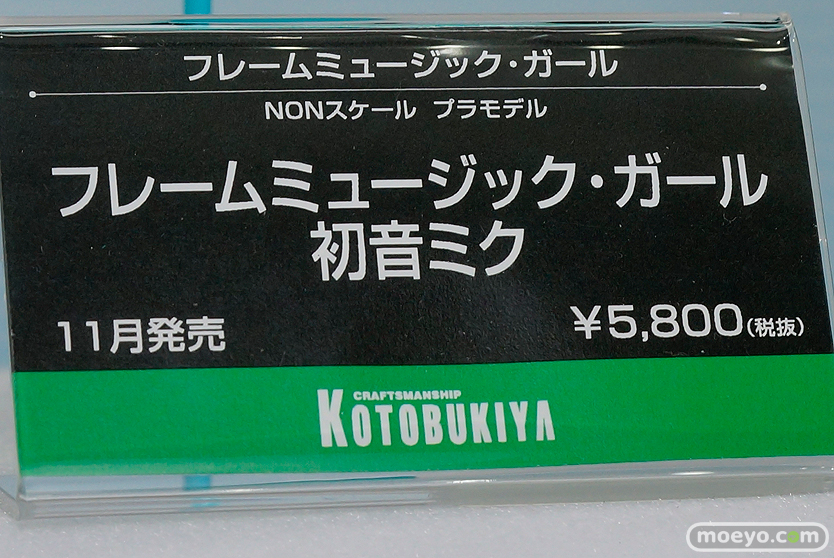 フレームミュージック・ガール
NONスケール プラモデル
フレームミュージック・ガール
初音ミク
11月発売
¥5,800(税抜)
CRAFTSMANSHIP
KOTOBUKIYA
moeyo.com